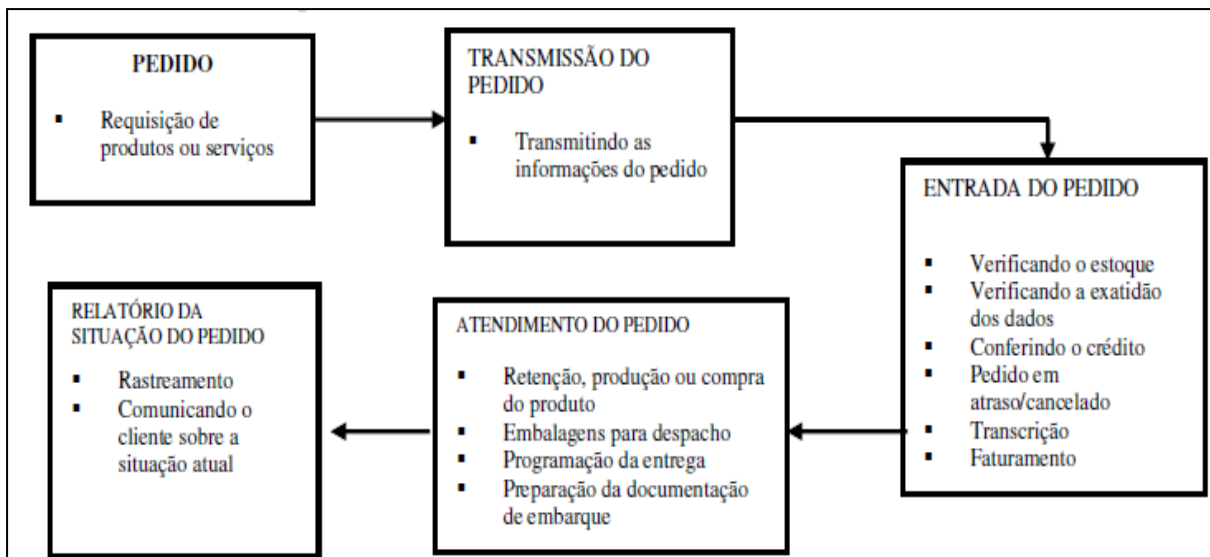 PEDIDO
▪ Requisição de
produtos ou serviços
TRANSMISSÃO DO
PEDIDO
▪ Transmitindo as
informações do pedido
ENTRADA DO PEDIDO
▪ Verificando o estoque
▪ Verificando a exatidão
dos dados
▪ Conferindo o crédito
▪ Pedido em
atraso/cancelado
▪ Transcrição
▪ Faturamento
ATENDIMENTO DO PEDIDO
▪ Retenção, produção ou compra
do produto
▪ Embalagens para despacho
▪ Programação da entrega
▪ Preparação da documentação
de embarque
RELATÓRIO DA
SITUAÇÃO DO PEDIDO
▪ Rastreamento
▪ Comunicando o
cliente sobre a
situação atual